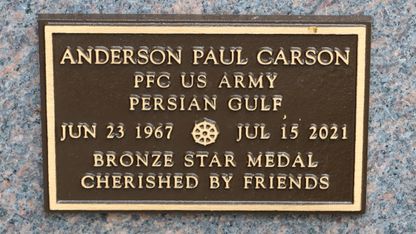 ANDERSON PAUL CARSON
PFC US ARMY
PERSIAN GULF
JUN 23 1967 JUL 15 2021
BRONZE STAR MEDAL
CHERISHED BY FRIENDS